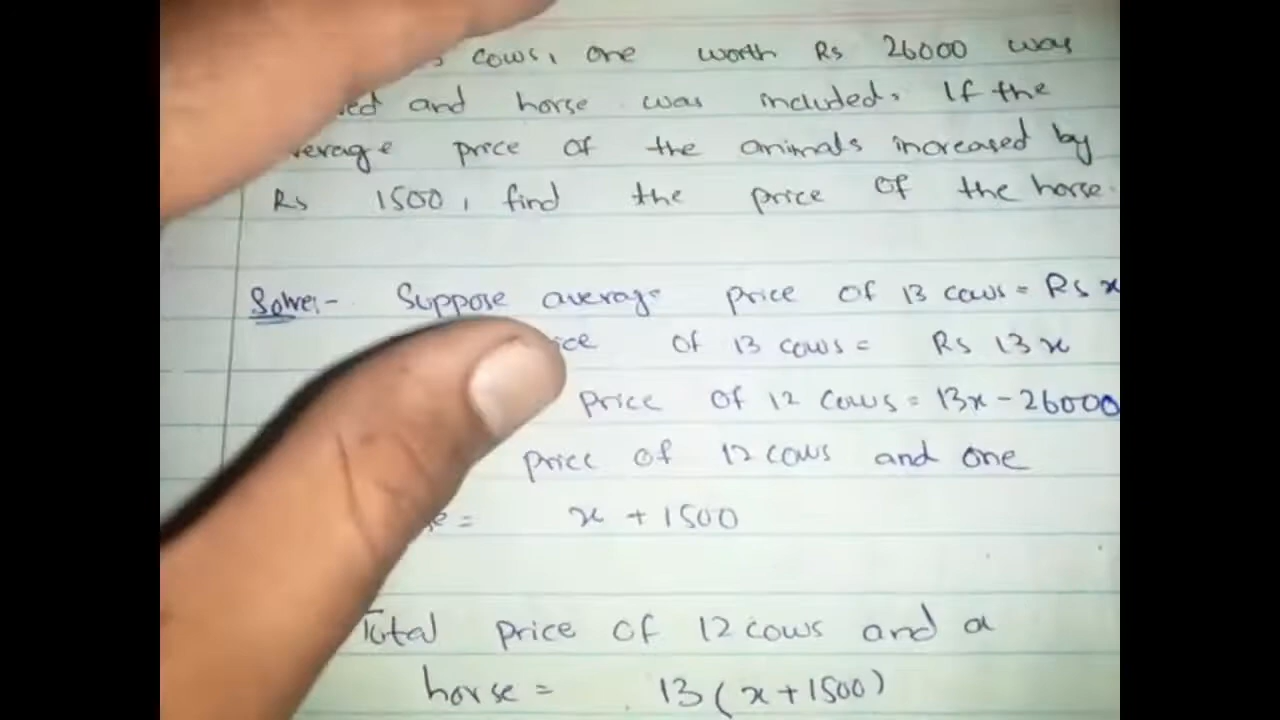 cows, one worth Rs 26000 was
and horse was included. If the
price of the animals increased by
Rs 1500, find the price of the horse.
Solve:- Suppose average price of 13 cows = Rs x
of 13 cows = Rs 13x
price of 12 cows = 13x - 26000
price of 12 cows and one
= x + 1500
Total price of 12 cows and a
horse = 13(x+1500)